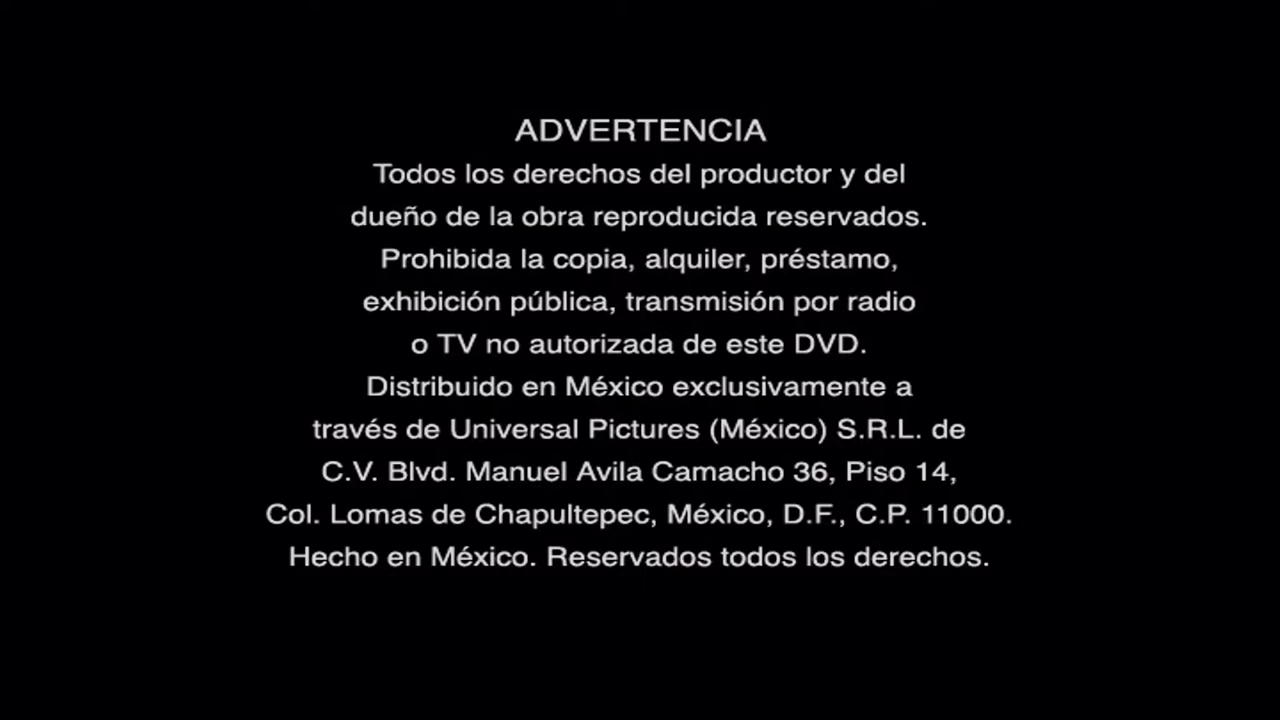 ADVERTENCIA
Todos los derechos del productor y del
dueño de la obra reproducida reservados.
Prohibida la copia, alquiler, préstamo,
exhibición pública, transmisión por radio
o TV no autorizada de este DVD.
Distribuido en México exclusivamente a
través de Universal Pictures (México) S.R.L. de
C.V. Blvd. Manuel Avila Camacho 36, Piso 14,
Col. Lomas de Chapultepec, México, D.F., C.P. 11000.
Hecho en México. Reservados todos los derechos.